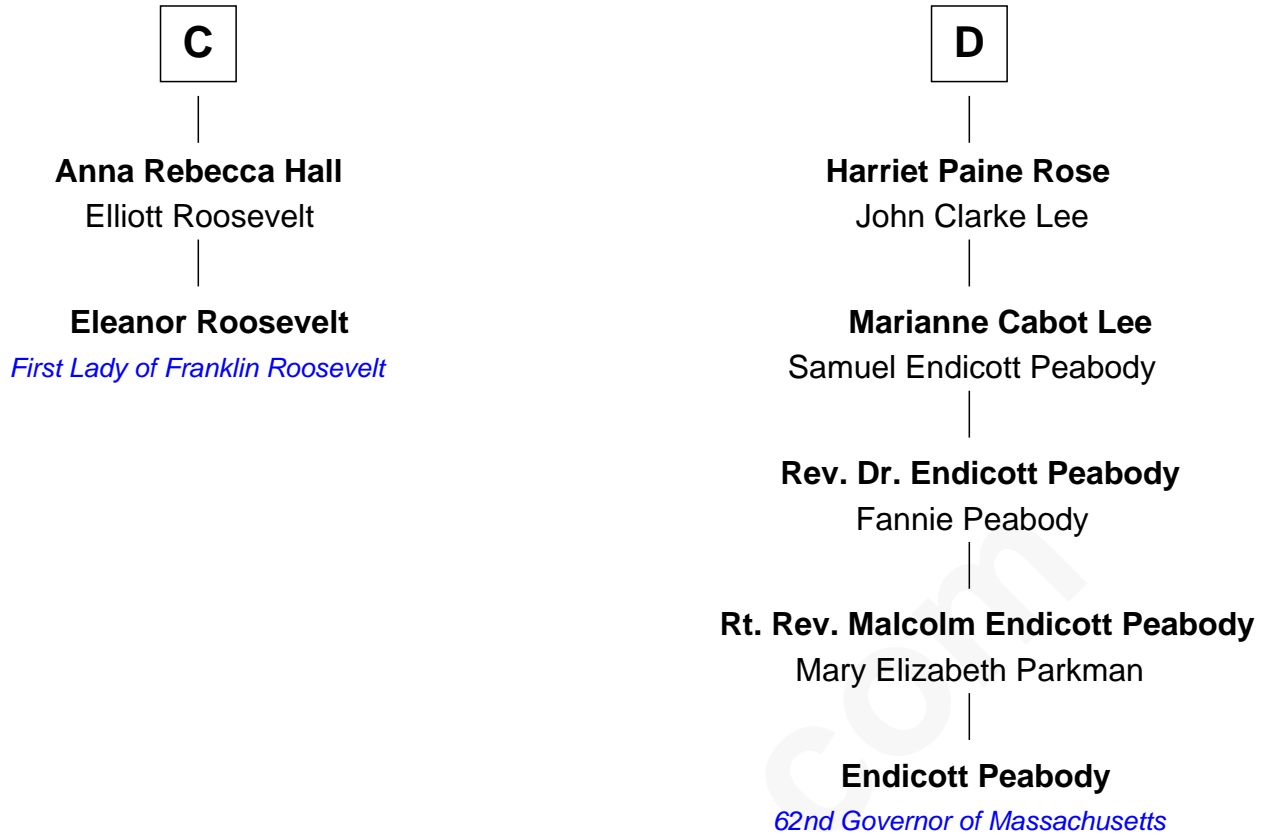 C
Anna Rebecca Hall
Elliott Roosevelt
Eleanor Roosevelt
First Lady of Franklin Roosevelt
D
Harriet Paine Rose
John Clarke Lee
Marianne Cabot Lee
Samuel Endicott Peabody
Rev. Dr. Endicott Peabody
Fannie Peabody
Rt. Rev. Malcolm Endicott Peabody
Mary Elizabeth Parkman
Endicott Peabody
62nd Governor of Massachusetts
com